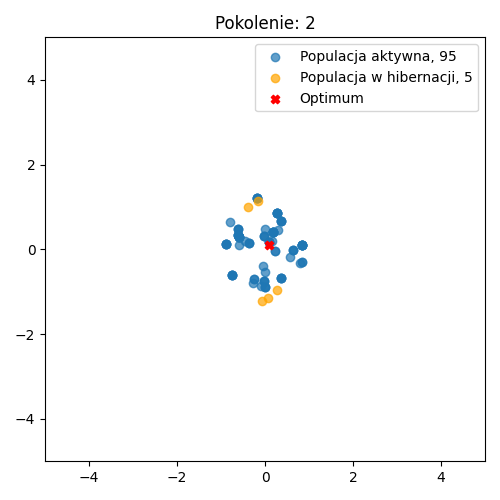 Pokolenie: 2
Populacja aktywna, 95
Populacja w hibernacji, 5
Optimum
4
2
0
−2
−4
−4 −2 0 2 4